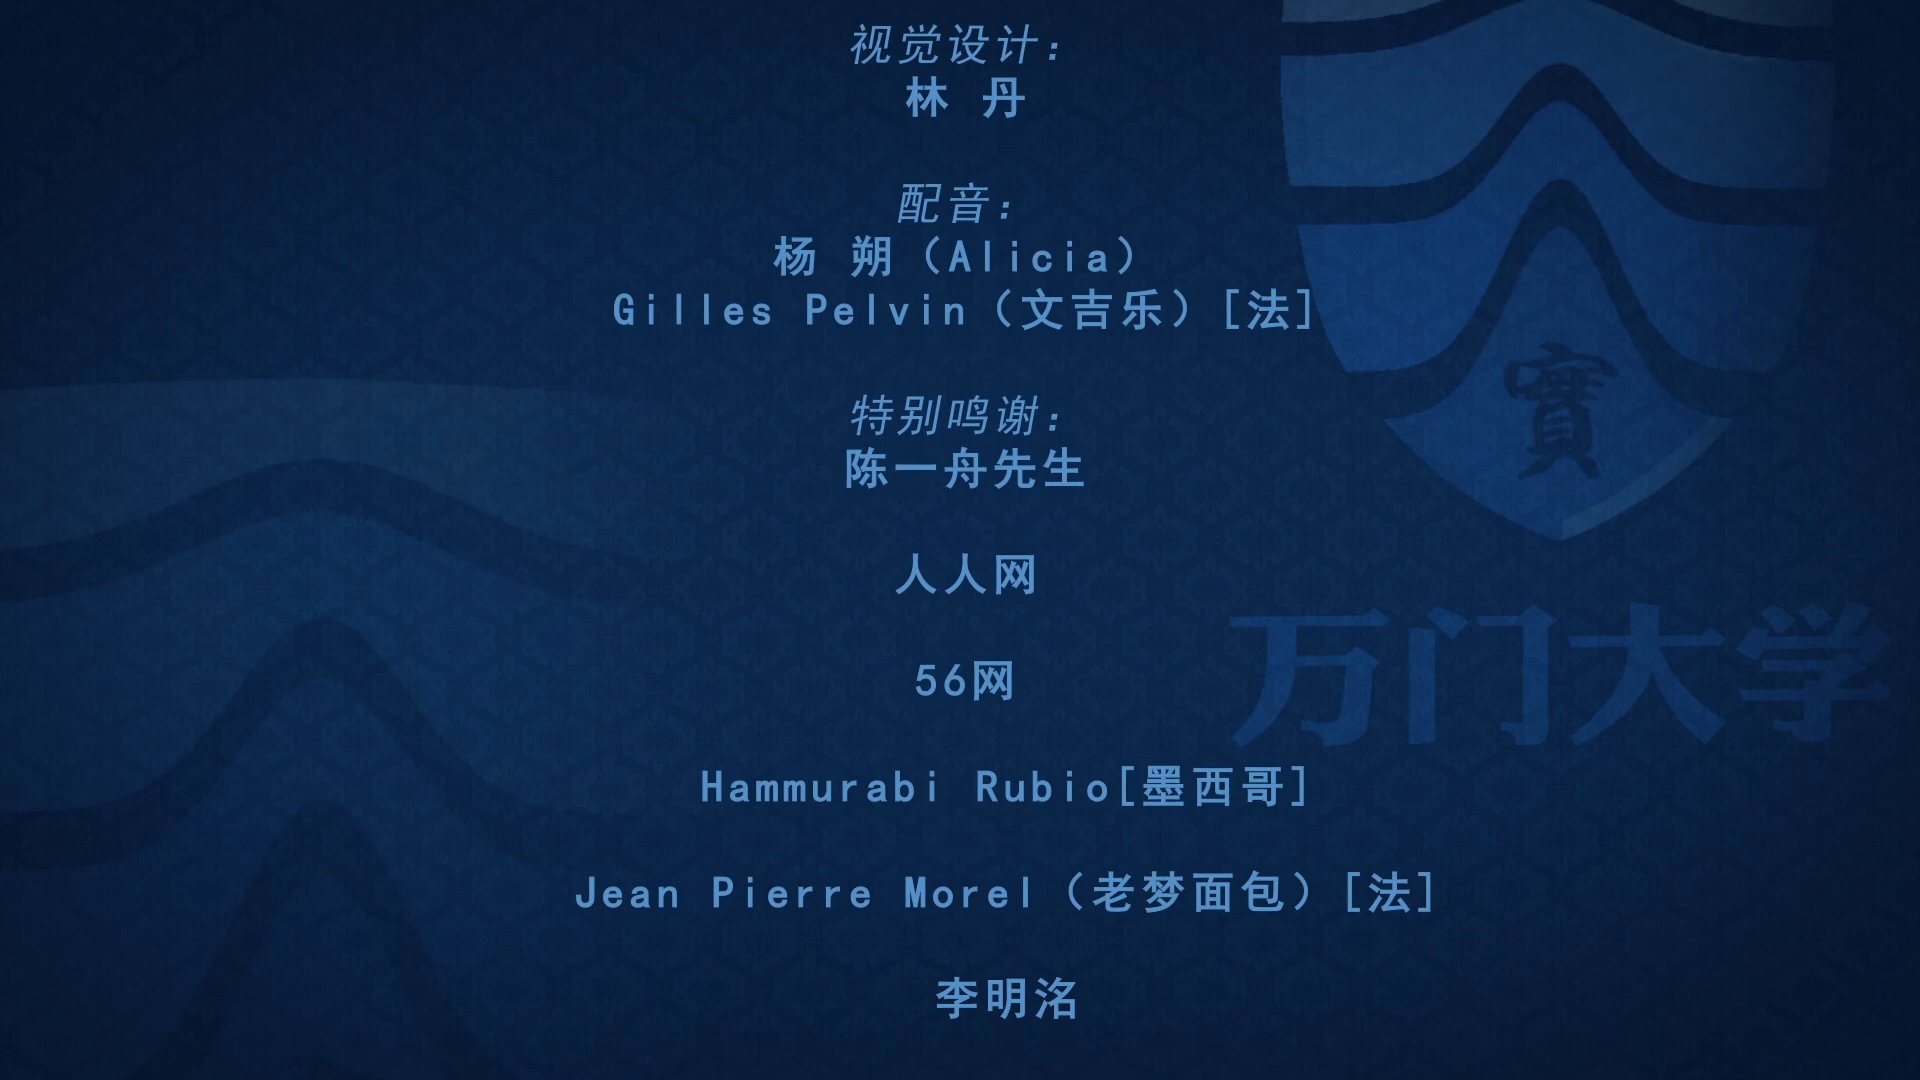 视觉设计：
林 丹
配音：
杨 朔（Alicia）
Gilles Pelvin（文吉乐）[法]
特别鸣谢：
陈一舟先生
人人网
56网
Hammurabi Rubio[墨西哥]
Jean Pierre Morel（老梦面包）[法]
李明洺
實
万门大学